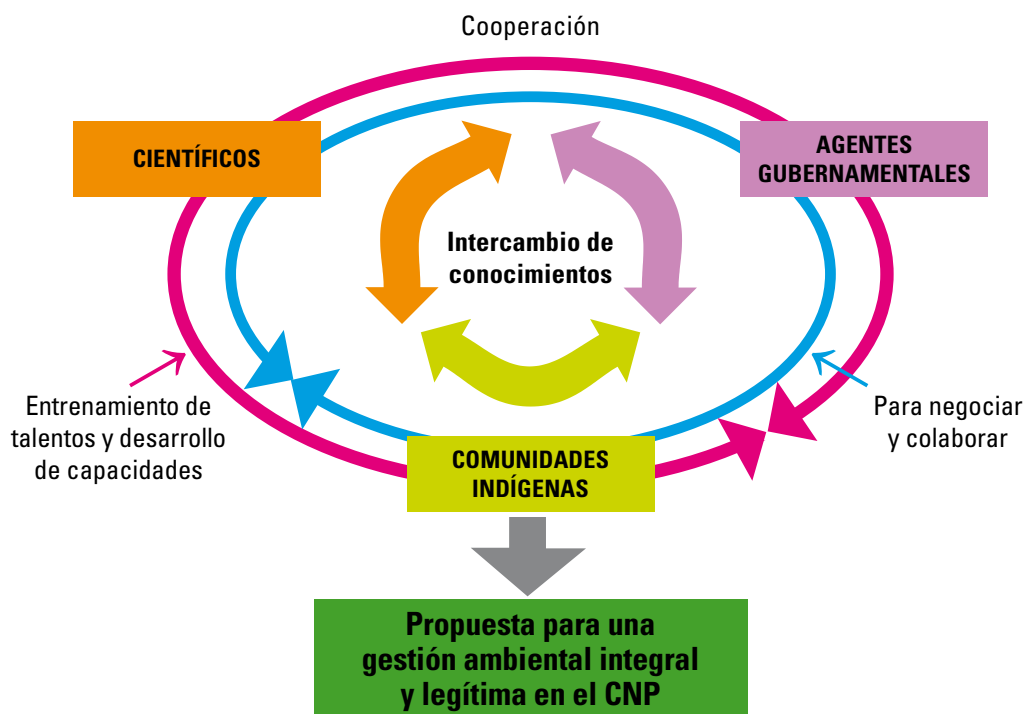 Cooperación
CIENTÍFICOS
AGENTES
GUBERNAMENTALES
Intercambio de
conocimientos
Entrenamiento de
talentos y desarrollo
de capacidades
Para negociar
y colaborar
COMUNIDADES
INDÍGENAS
Propuesta para una
gestión ambiental integral
y legítima en el CNP